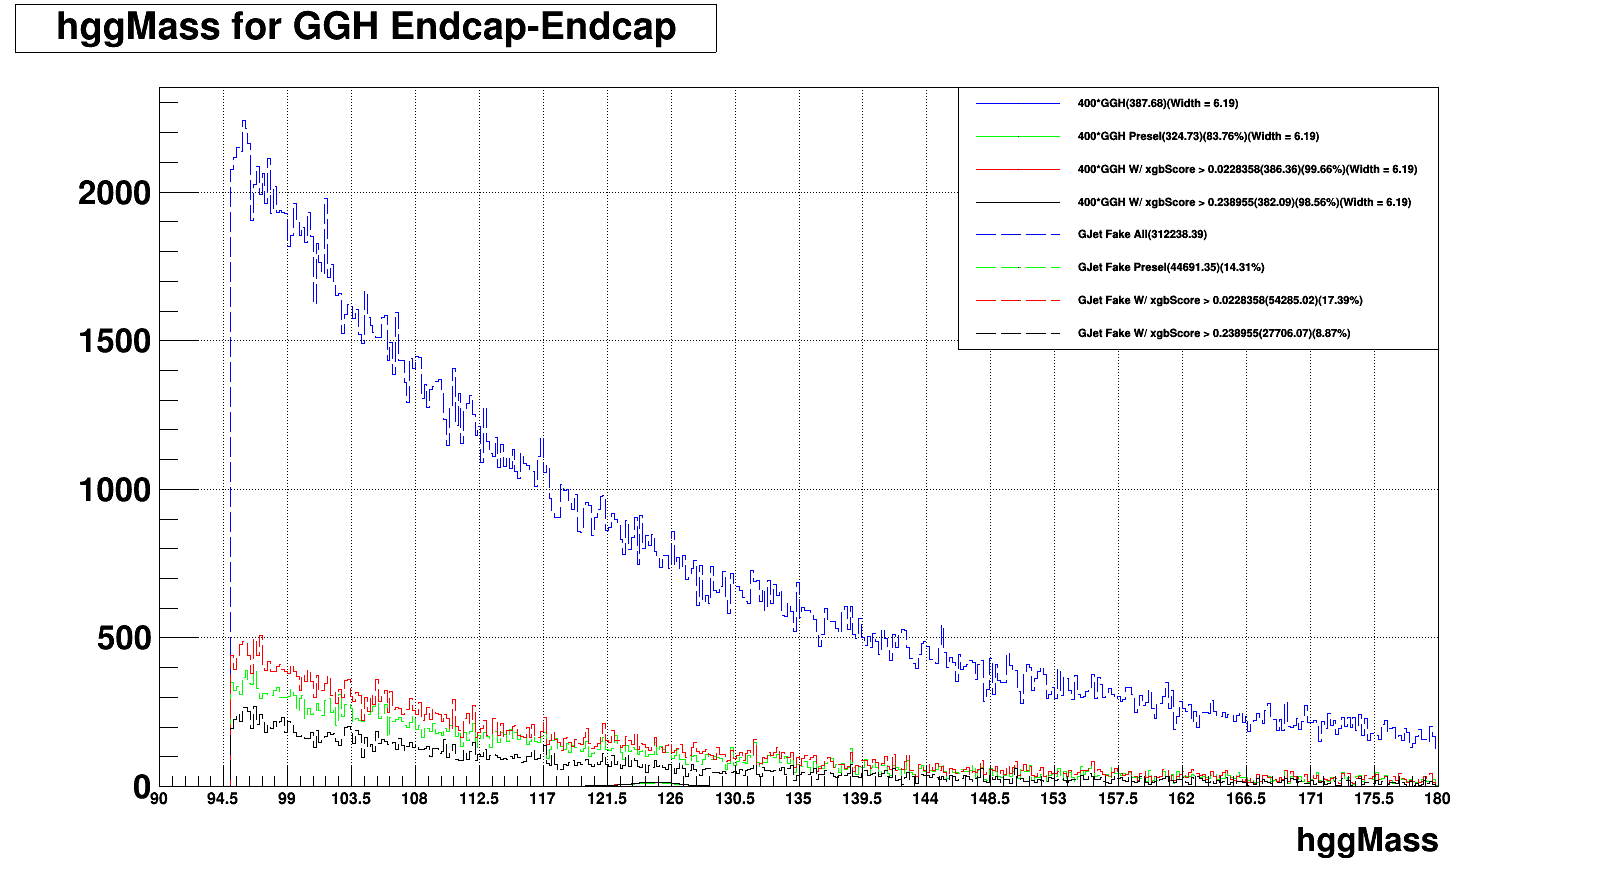 hggMass for GGH Endcap-Endcap
400*GGH(387.68)(Width = 6.19)
400*GGH Presel(324.73)(83.76%)(Width = 6.19)
400*GGH W/ xgbScore > 0.0228358(386.36)(99.66%)(Width = 6.19)
400*GGH W/ xgbScore > 0.238955(382.09)(98.56%)(Width = 6.19)
GJet Fake All(312238.39)
GJet Fake Presel(44691.35)(14.31%)
GJet Fake W/ xgbScore > 0.0228358(54285.02)(17.39%)
GJet Fake W/ xgbScore > 0.238955(27706.07)(8.87%)
2000
1500
1000
500
0
90 94.5 99 103.5 108 112.5 117 121.5 126 130.5 135 139.5 144 148.5 153 157.5 162 166.5 171 175.5 180
hggMass